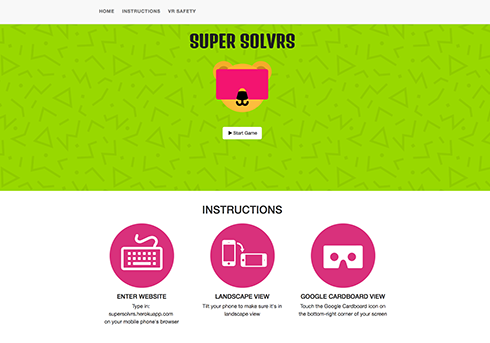 HOME INSTRUCTIONS VR SAFETY
SUPER SOLVRS
Start Game
INSTRUCTIONS
ENTER WEBSITE
Type in:
supersolvrs.herokuapp.com
on your mobile phone's browser
LANDSCAPE VIEW
Tilt your phone to make sure it's in
landscape view
GOOGLE CARDBOARD VIEW
Touch the Google Cardboard icon on
the bottom-right corner of your screen